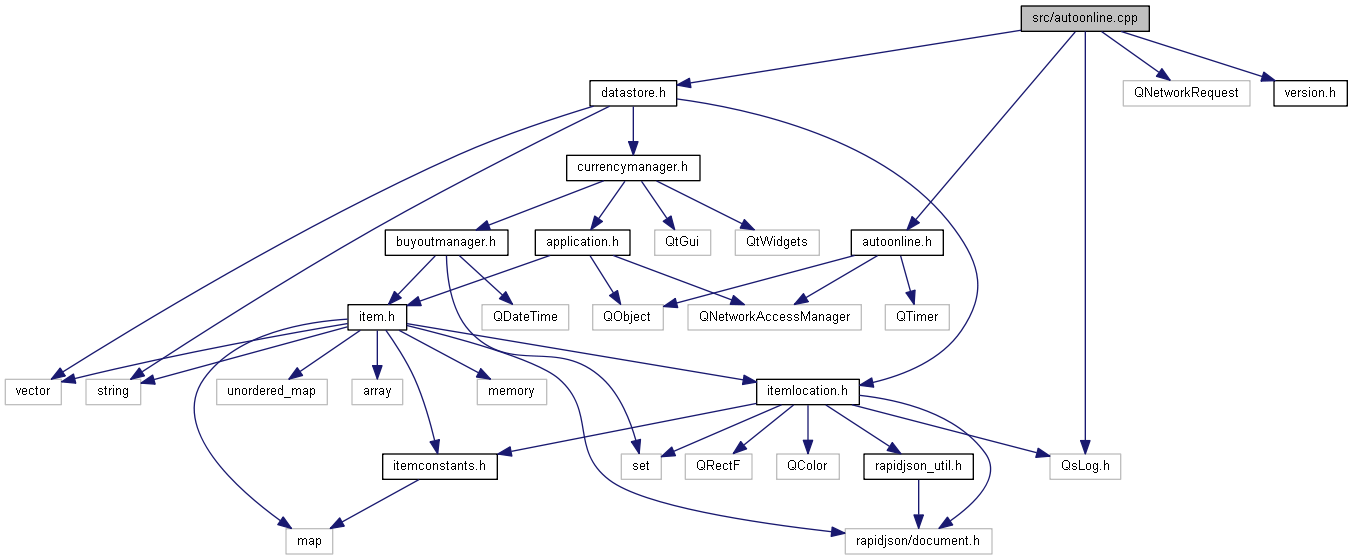 src/autoonline.cpp
datastore.h
QNetworkRequest
version.h
currencymanager.h
buyoutmanager.h
application.h
QtGui
QtWidgets
autoonline.h
item.h
QDateTime
QObject
QNetworkAccessManager
QTimer
vector
string
unordered_map
array
memory
itemlocation.h
itemconstants.h
set
QRectF
QColor
rapidjson_util.h
QsLog.h
map
rapidjson/document.h